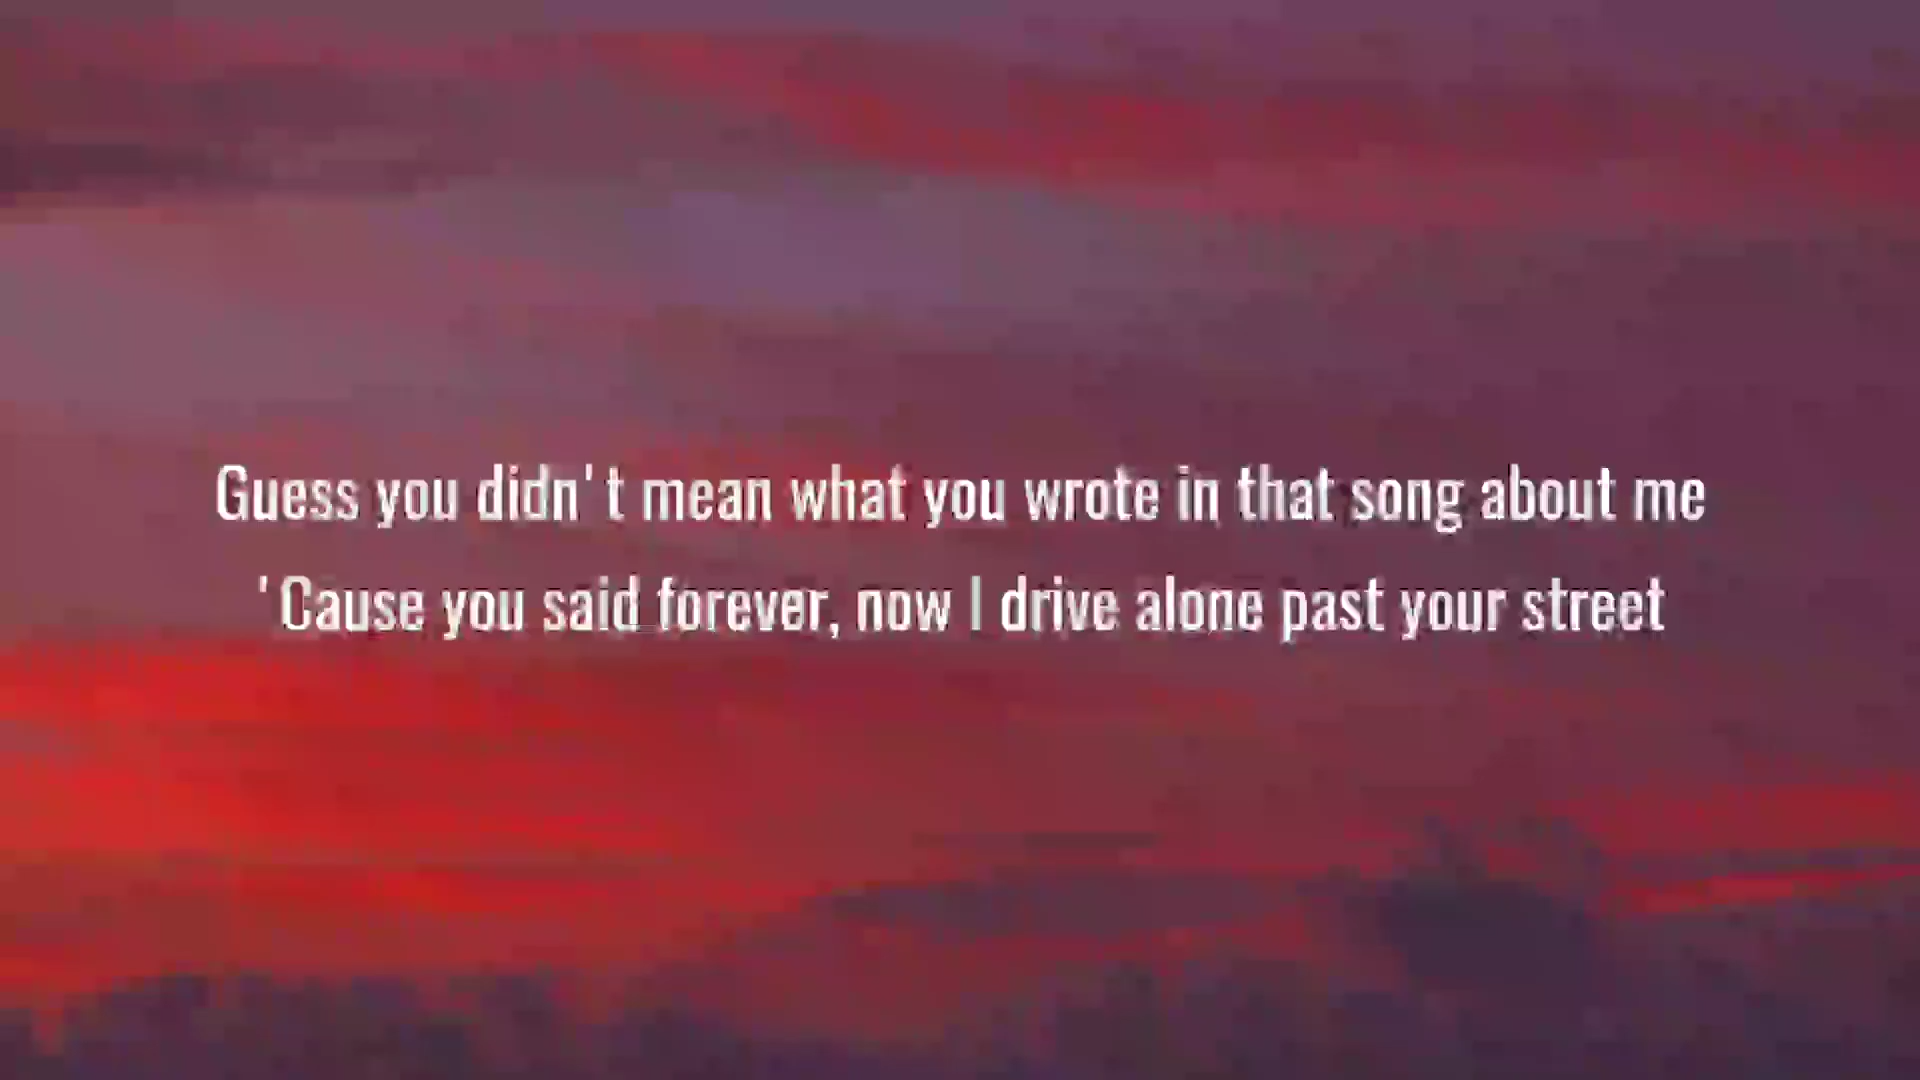 Guess you didn't mean what you wrote in that song about me
'Cause you said forever, now I drive alone past your street